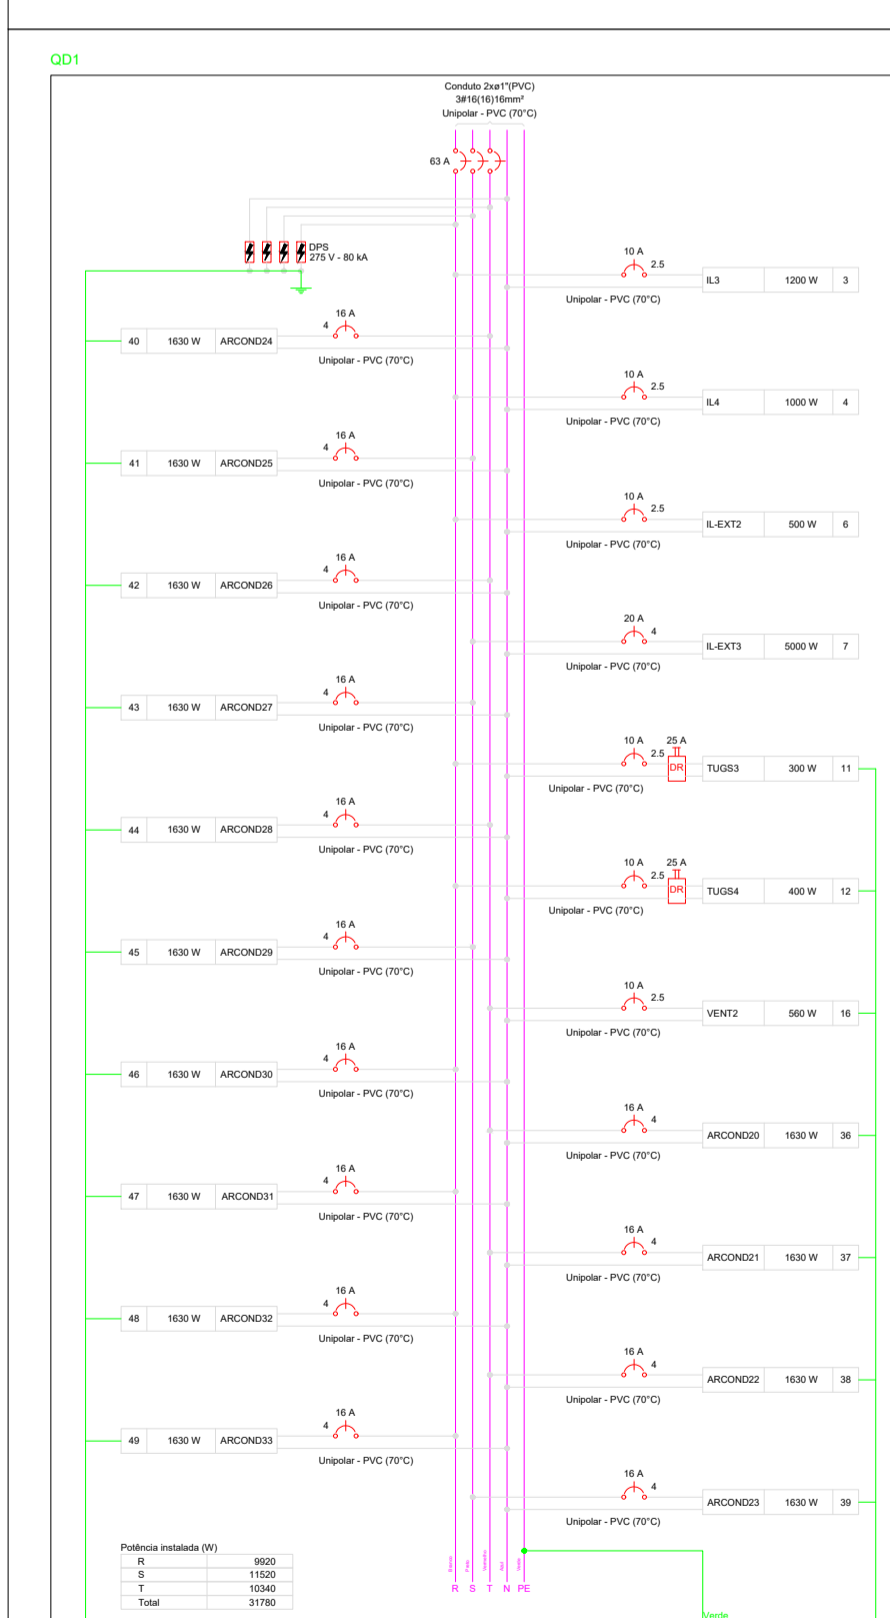 QD1
Conduto 2xø1"(PVC)
3#16(16)16mm²
Unipolar - PVC (70°C)
63 A
DPS
275 V - 80 kA
10 A
2.5
IL3 1200 W 3
Unipolar - PVC (70°C)
16 A
4
40 1630 W ARCOND24
Unipolar - PVC (70°C)
10 A
2.5
IL4 1000 W 4
Unipolar - PVC (70°C)
16 A
4
41 1630 W ARCOND25
Unipolar - PVC (70°C)
10 A
2.5
IL-EXT2 500 W 6
Unipolar - PVC (70°C)
16 A
4
42 1630 W ARCOND26
Unipolar - PVC (70°C)
20 A
4
IL-EXT3 5000 W 7
Unipolar - PVC (70°C)
16 A
4
43 1630 W ARCOND27
Unipolar - PVC (70°C)
10 A 25 A
2.5
DR
TUGS3 300 W 11
Unipolar - PVC (70°C)
16 A
4
44 1630 W ARCOND28
Unipolar - PVC (70°C)
10 A 25 A
2.5
DR
TUGS4 400 W 12
Unipolar - PVC (70°C)
16 A
4
45 1630 W ARCOND29
Unipolar - PVC (70°C)
10 A
2.5
VENT2 560 W 16
Unipolar - PVC (70°C)
16 A
4
46 1630 W ARCOND30
Unipolar - PVC (70°C)
16 A
4
ARCOND20 1630 W 36
Unipolar - PVC (70°C)
16 A
4
47 1630 W ARCOND31
Unipolar - PVC (70°C)
16 A
4
ARCOND21 1630 W 37
Unipolar - PVC (70°C)
16 A
4
48 1630 W ARCOND32
Unipolar - PVC (70°C)
16 A
4
ARCOND22 1630 W 38
Unipolar - PVC (70°C)
16 A
4
49 1630 W ARCOND33
Unipolar - PVC (70°C)
16 A
4
ARCOND23 1630 W 39
Unipolar - PVC (70°C)
Potência instalada (W)
R 9920
S 11520
T 10340
Total 31780
Branco Preto Vermelho Azul Verde
R S T N PE
Verde